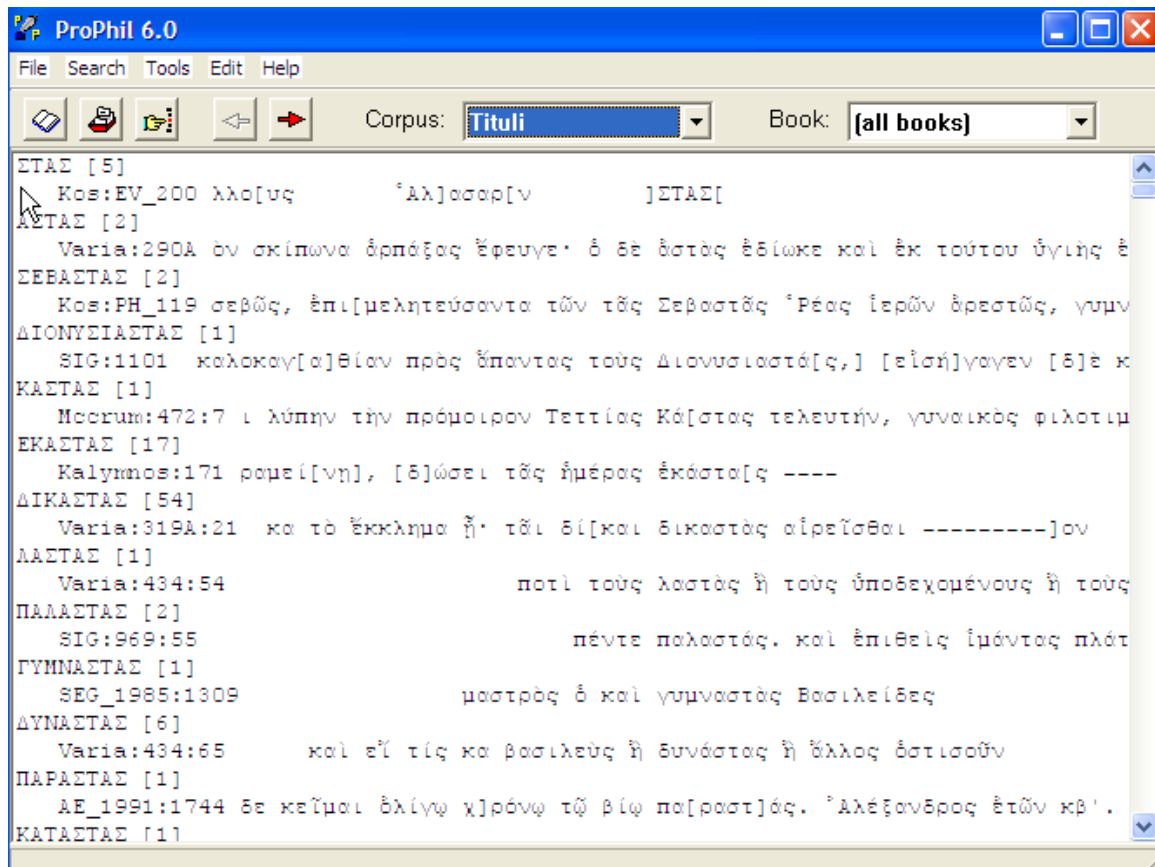 ProPhil 6.0
File Search Tools Edit Help
Corpus: Tituli Book: (all books)
ΣΤΑΣ [5]
Kos:EV_200 λλο[υς Ἀλ]ασαρ[ν ]ΣΤΑΣ[
ΑΣΤΑΣ [2]
Varia:290A ὸν σκίπωνα ἁρπάξας ἔφευγε· ὁ δὲ ἀστὰς ἐδίωκε καὶ ἐκ τούτου ὑγιὴς ἐ
ΣΕΒΑΣΤΑΣ [2]
Kos:PH_119 σεβῶς, ἐπι[μελητεύσαντα τῶν τᾶς Σεβαστᾶς Ῥέας ἱερῶν ἀρεστῶς, γυμν
ΔΙΟΝΥΣΙΑΣΤΑΣ [1]
SIG:1101 καλοκαγ[α]θίαν πρὸς ἅπαντας τοὺς Διονυσιαστά[ς,] [εἰσή]γαγεν [δ]ὲ κ
ΚΑΣΤΑΣ [1]
Mccrum:472:7 ι λύπην τὴν πρόμοιρον Τεττίας Κά[στας τελευτήν, γυναικὸς φιλοτιμ
ΕΚΑΣΤΑΣ [17]
Kalymnos:171 ραμεί[νη], [δ]ώσει τᾶς ἡμέρας ἑκάστα[ς ----
ΔΙΚΑΣΤΑΣ [54]
Varia:319A:21 κα τὸ ἔκκλημα ἦ· τᾶι δί[και δικαστὰς αἱρεῖσθαι ---------]ον
ΛΑΣΤΑΣ [1]
Varia:434:54 ποτὶ τοὺς λαστὰς ἢ τοὺς ὑποδεχομένους ἢ τοὺς
ΠΑΛΑΣΤΑΣ [2]
SIG:969:55 πέντε παλαστάς. καὶ ἐπιθεὶς ἱμάντας πλάτ
ΓΥΜΝΑΣΤΑΣ [1]
SEG_1985:1309 μαστρὸς ὁ καὶ γυμναστὰς Βασιλείδες
ΔΥΝΑΣΤΑΣ [6]
Varia:434:65 καὶ εἴ τίς κα βασιλεὺς ἢ δυνάστας ἢ ἄλλος ὁστισοῦν
ΠΑΡΑΣΤΑΣ [1]
AE_1991:1744 δε κεῖμαι ὀλίγῳ χ]ρόνῳ τῷ βίῳ πα[ραστ]άς. Ἀλέξανδρος ἐτῶν κβ'.
ΚΑΤΑΣΤΑΣ [1]